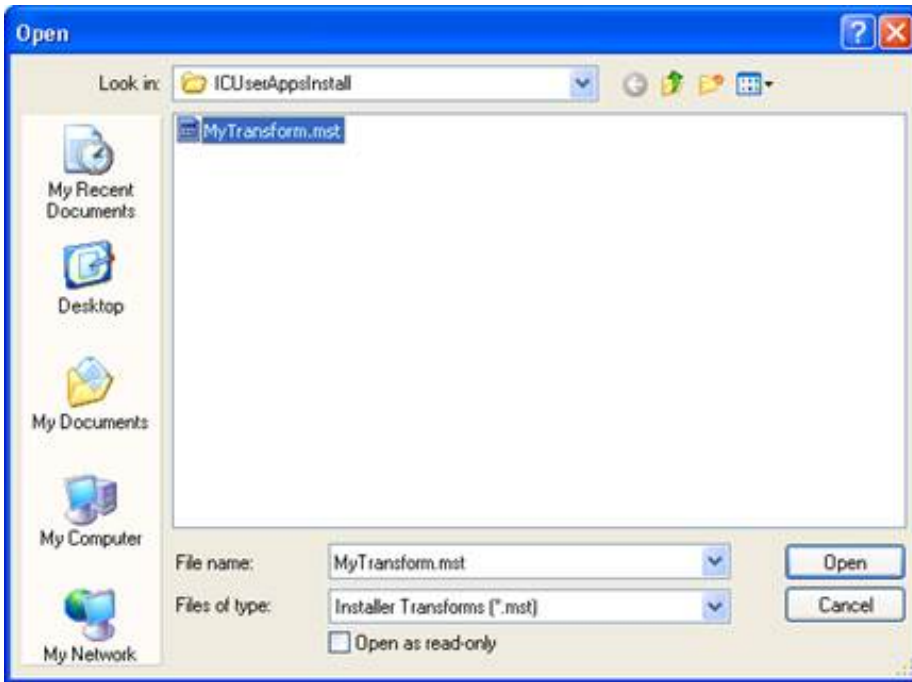 Open
Look in: ICUserAppsInstall
MyTransform.mst
My Recent
Documents
Desktop
My Documents
My Computer
My Network
File name: MyTransform.mst Open
Files of type: Installer Transforms (*.mst) Cancel
Open as read-only